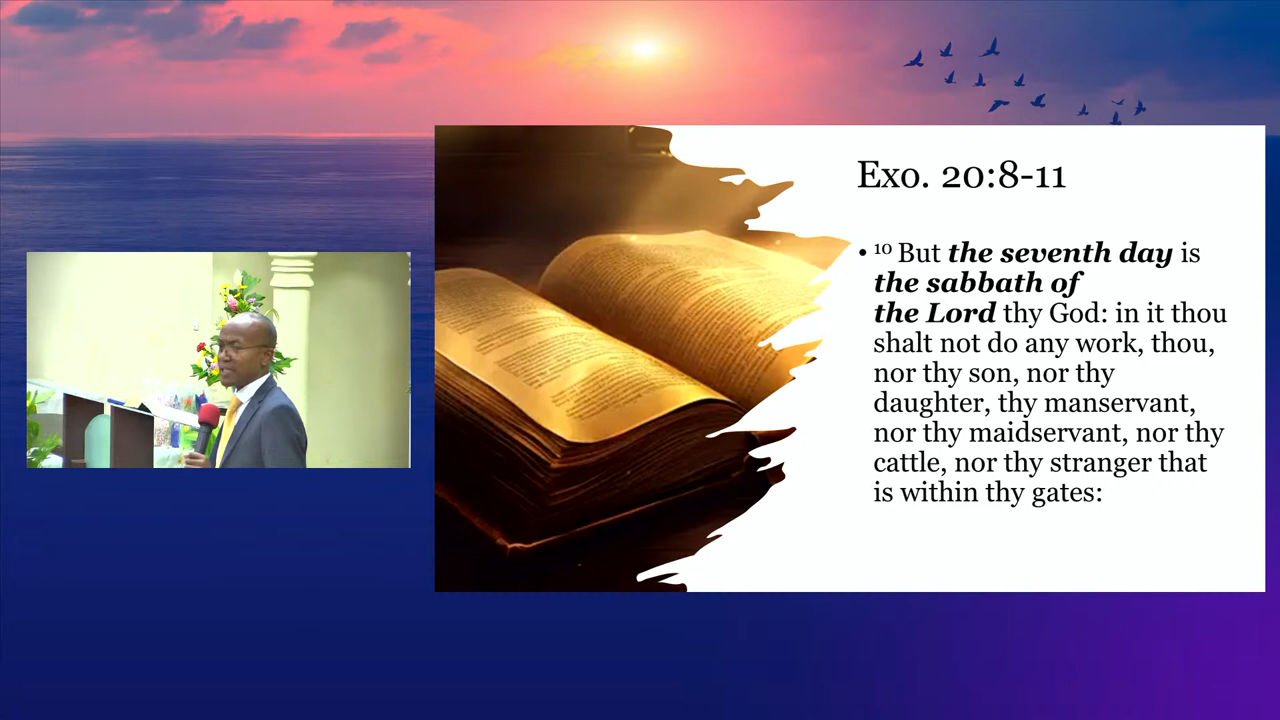 Exo. 20:8-11
• 10 But the seventh day is
the sabbath of
the Lord thy God: in it thou
shalt not do any work, thou,
nor thy son, nor thy
daughter, thy manservant,
nor thy maidservant, nor thy
cattle, nor thy stranger that
is within thy gates: